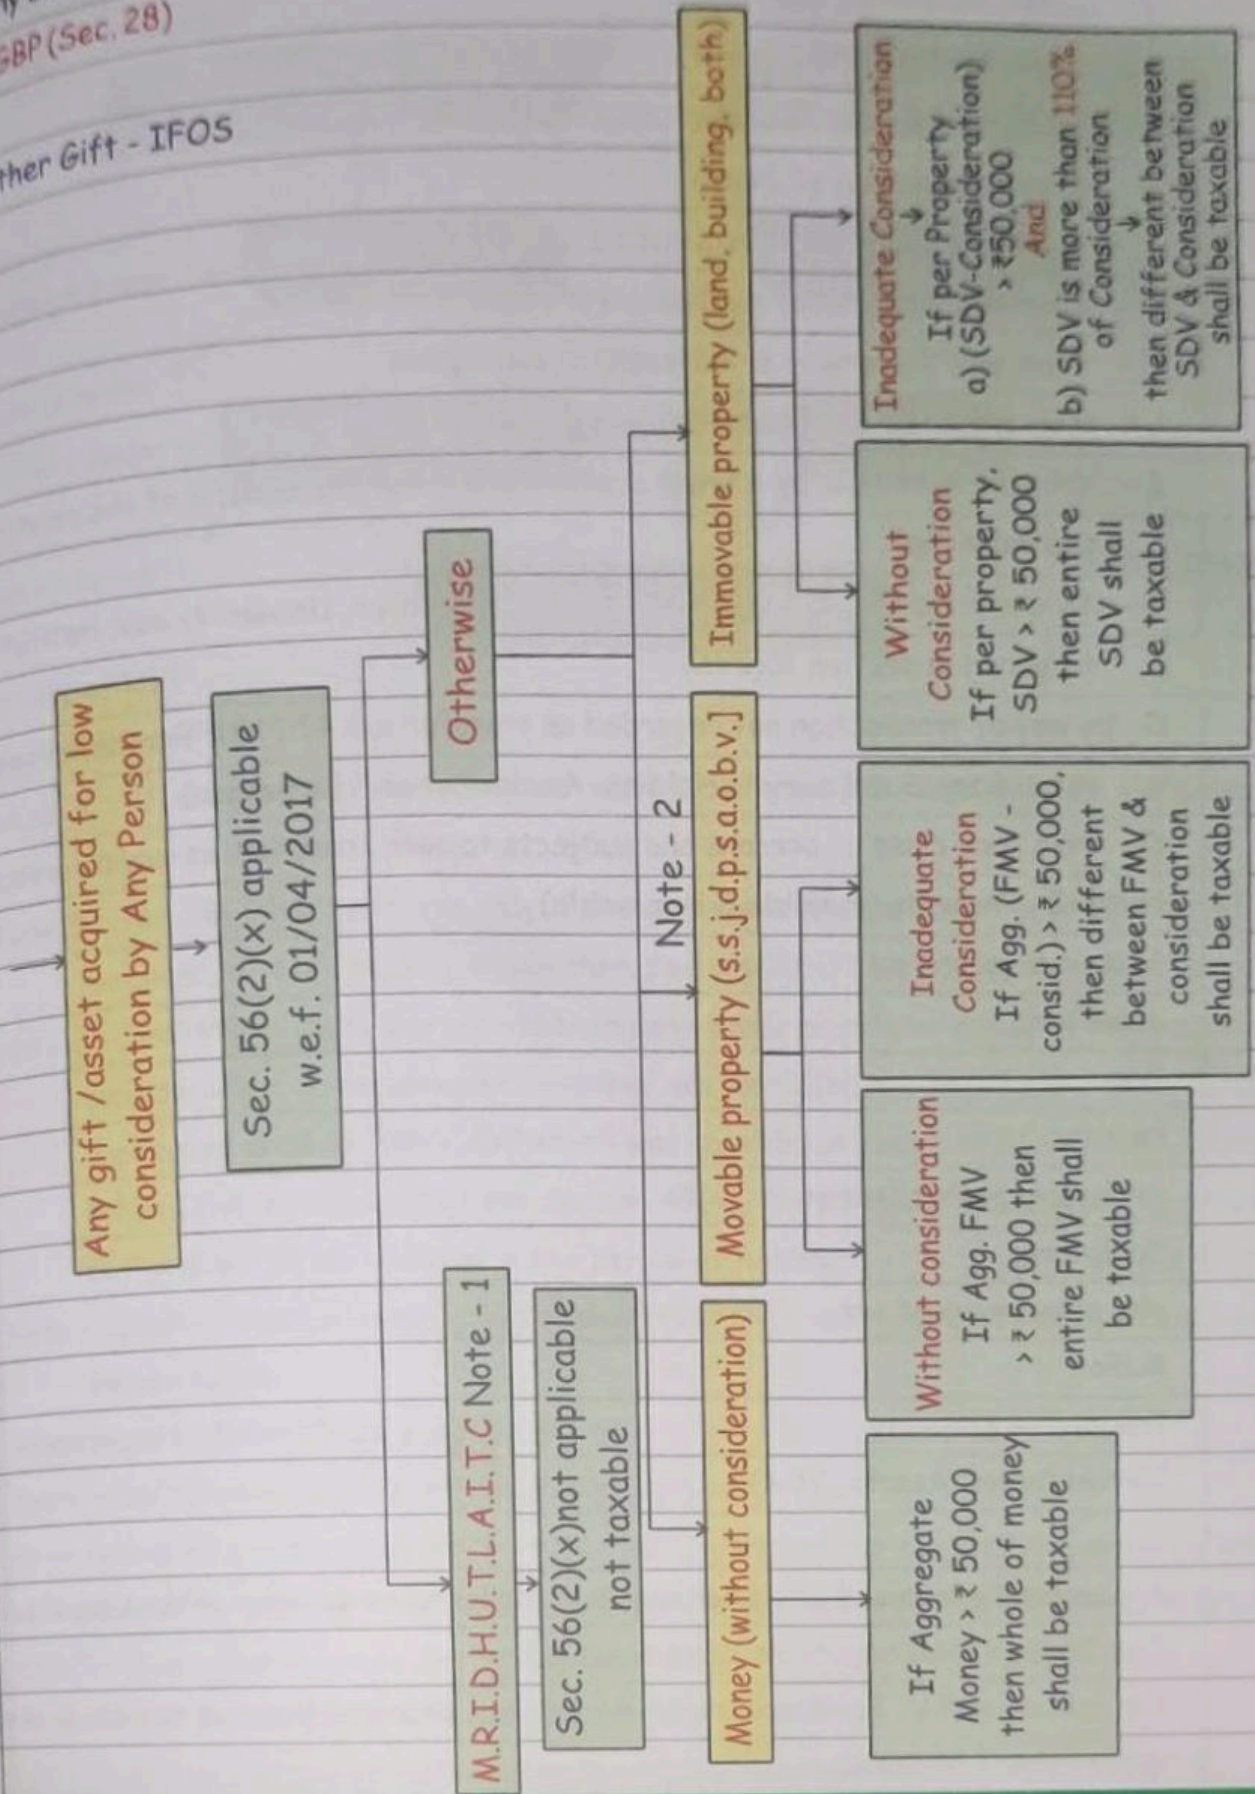 GBP (Sec. 28)
Gift - IFOS
Any gift /asset acquired for low
consideration by Any Person
Sec. 56(2)(x) applicable
w.e.f. 01/04/2017
M.R.I.D.H.U.T.L.A.I.T.C Note - 1
Sec. 56(2)(x)not applicable
not taxable
Otherwise
Note - 2
Money (without consideration)
If Aggregate
Money > ₹ 50,000
then whole of money
shall be taxable
Movable property (s.s.j.d.p.s.a.o.b.v.]
Without consideration
If Agg. FMV
> ₹ 50,000 then
entire FMV shall
be taxable
Inadequate
Consideration
If Agg. (FMV -
consid.) > ₹ 50,000,
then different
between FMV &
consideration
shall be taxable
Immovable property (land, building, both)
Without
Consideration
If per property,
SDV > ₹ 50,000
then entire
SDV shall
be taxable
Inadequate Consideration
If per Property
a) (SDV-Consideration)
> ₹50,000
And
b) SDV is more than 110%
of Consideration
then different between
SDV & Consideration
shall be taxable